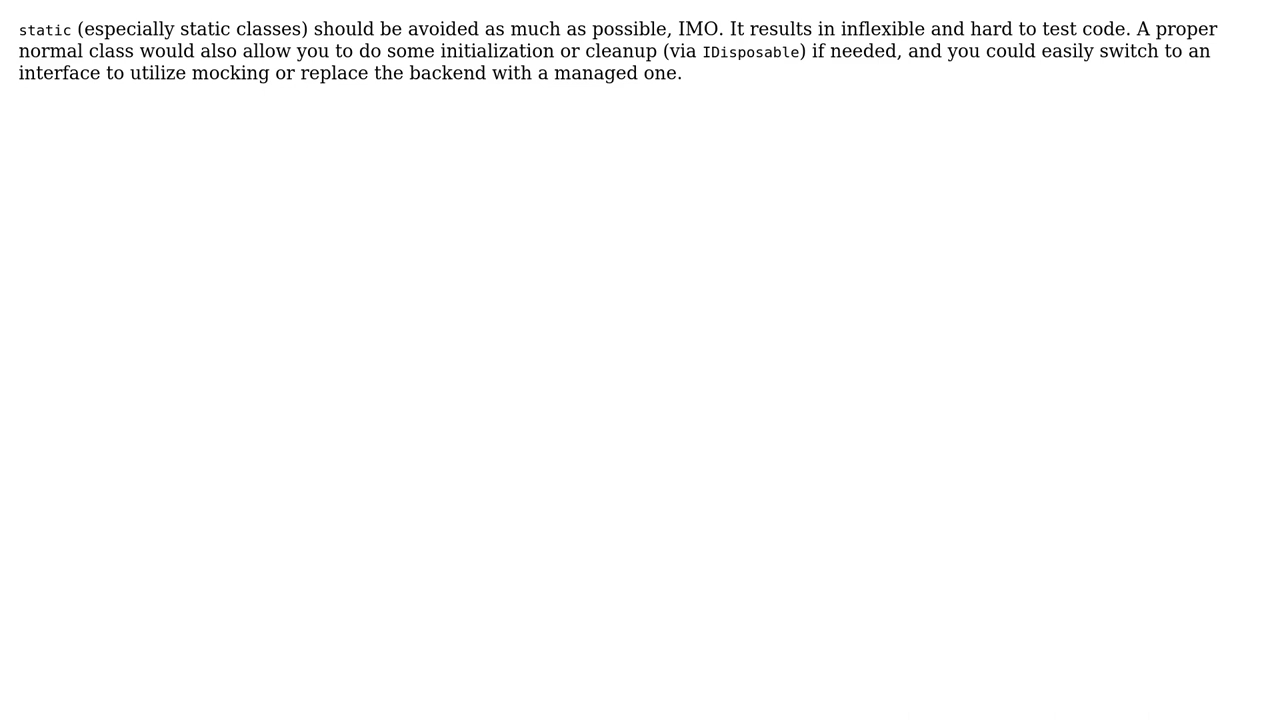 static (especially static classes) should be avoided as much as possible, IMO. It results in inflexible and hard to test code. A proper
normal class would also allow you to do some initialization or cleanup (via IDisposable) if needed, and you could easily switch to an
interface to utilize mocking or replace the backend with a managed one.